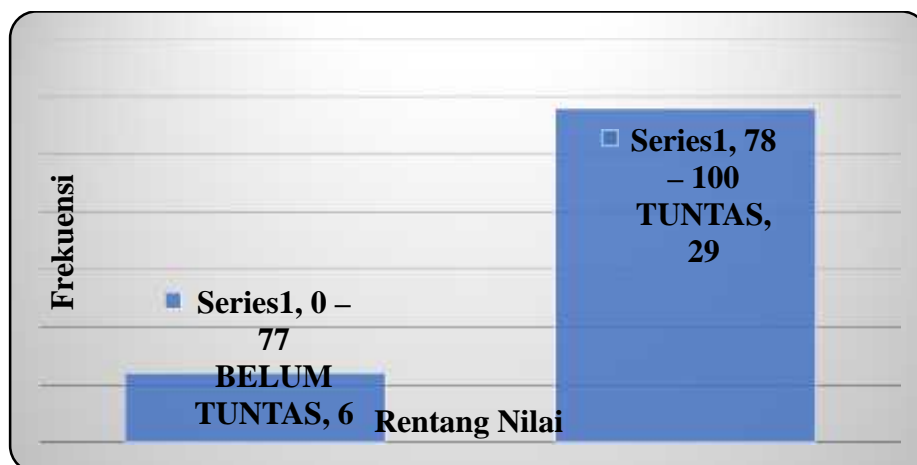 Frekuensi
Series1, 0 –
77
BELUM
TUNTAS, 6
Series1, 78
– 100
TUNTAS,
29
Rentang Nilai